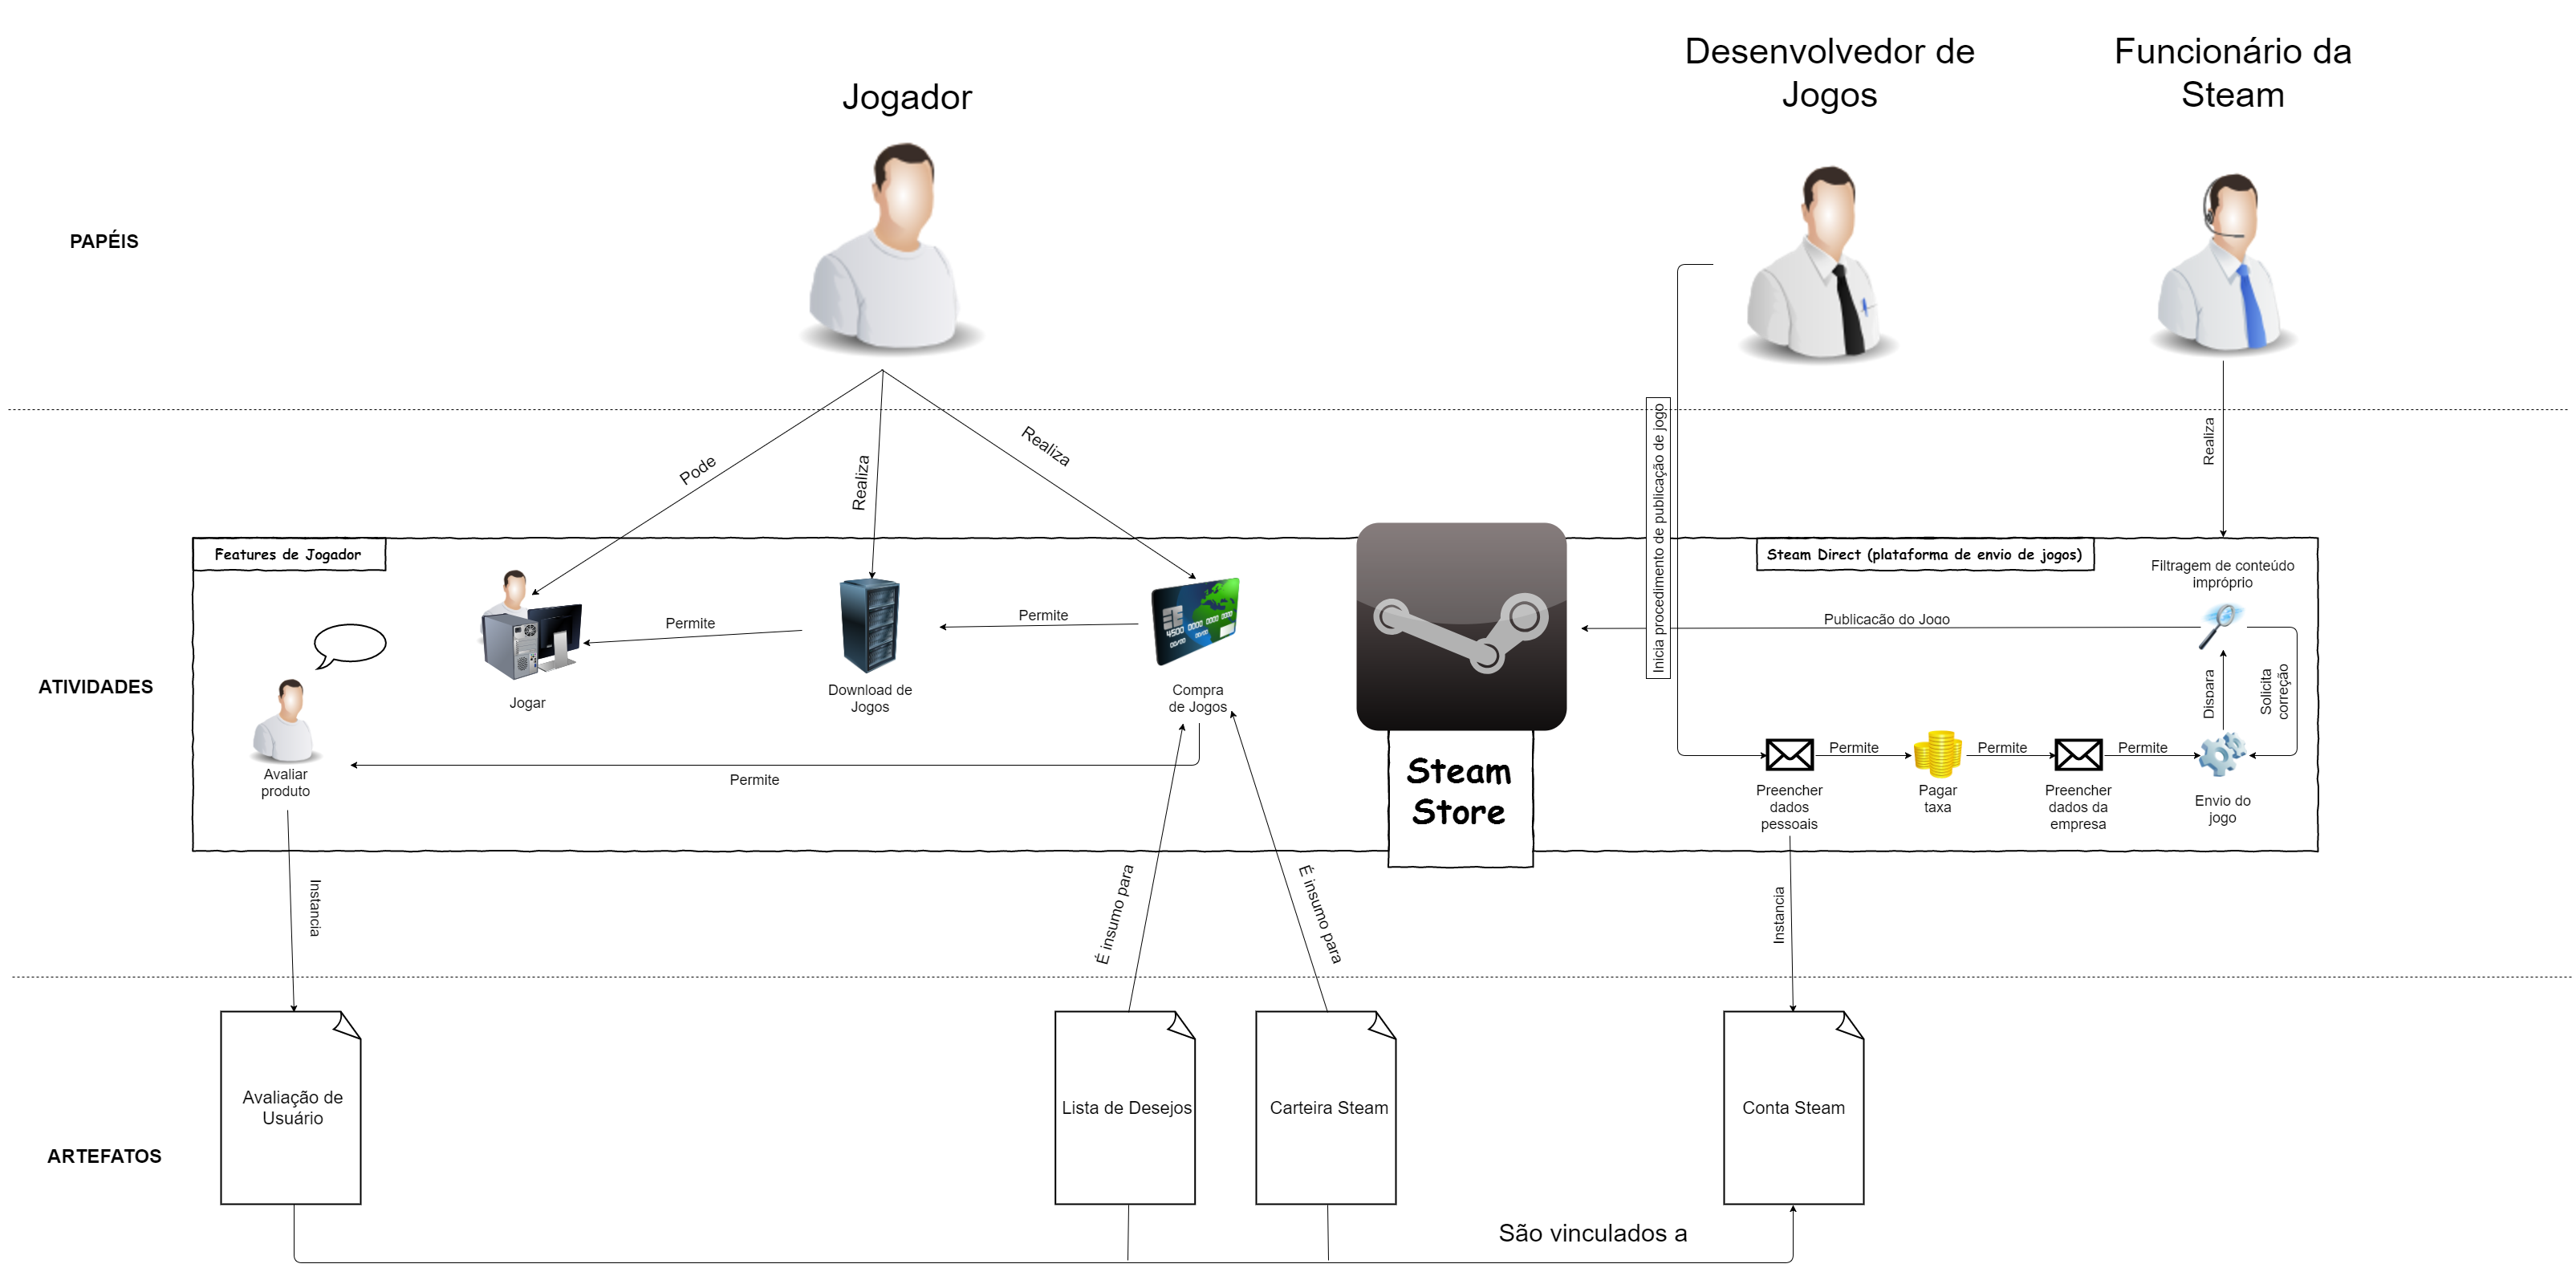 Desenvolvedor de
Jogos
Funcionário da
Steam
Jogador
PAPÉIS
Pode
Realiza
Realiza
Inicia procedimento de publicação de jogo
Realiza
Features de Jogador
Steam Direct (plataforma de envio de jogos)
Filtragem de conteúdo
impróprio
Permite
Permite
Publicação do Jogo
ATIVIDADES
Jogar
Download de
Jogos
Compra
de Jogos
Dispara
Solicita
correção
Avaliar
produto
Permite
Steam
Store
Permite
Permite
Permite
Preencher
dados
pessoais
Pagar
taxa
Preencher
dados da
empresa
Envio do
jogo
Instancia
É insumo para
É insumo para
Instancia
Avaliação de
Usuário
Lista de Desejos
Carteira Steam
Conta Steam
ARTEFATOS
São vinculados a